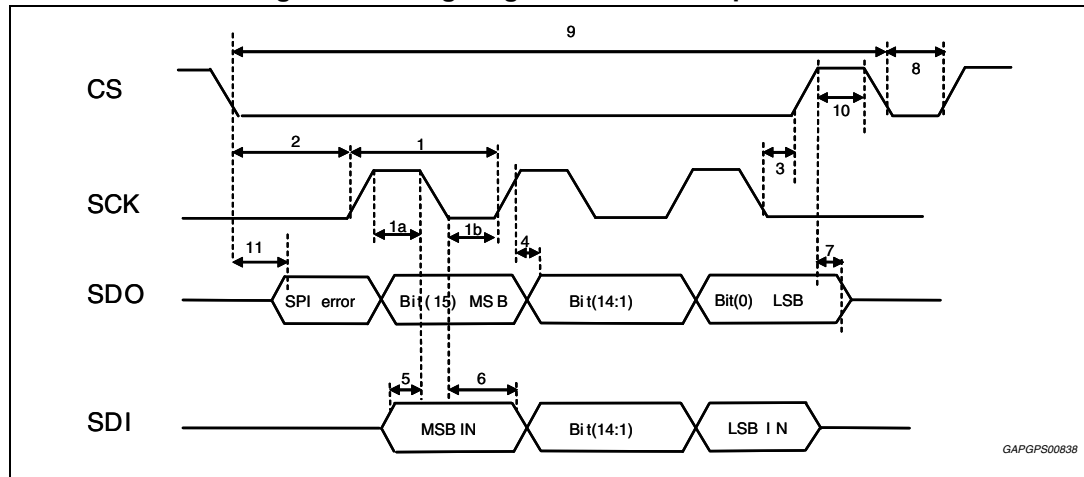 9
8
CS
10
2
1
3
SCK
1a
1b
11
4
7
SDO
SPI error
Bit(15) MSB
Bit(14:1)
Bit(0) LSB
5
6
SDI
MSB IN
Bit(14:1)
LSB IN
GAPGPS00838